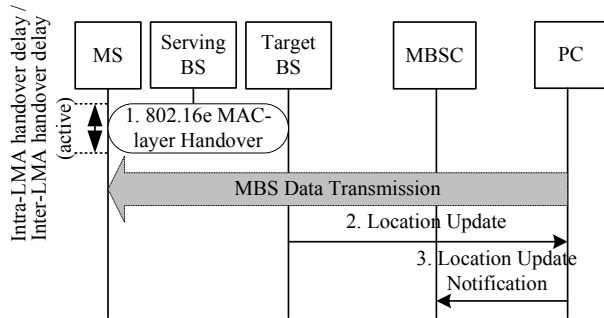 Intra-LMA handover delay /
Inter-LMA handover delay
(active)
MS
Serving
BS
Target
BS
MBSC
PC
1. 802.16e MAC-
layer Handover
MBS Data Transmission
2. Location Update
3. Location Update
Notification